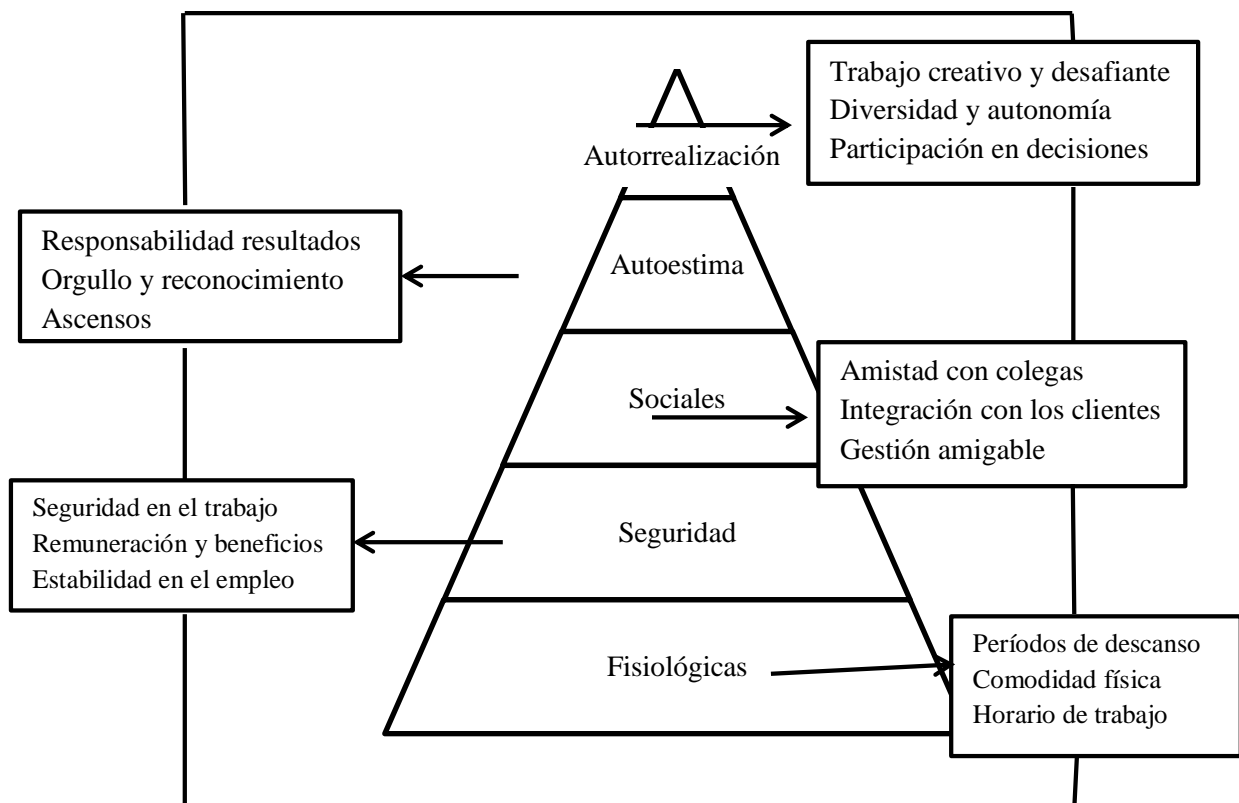 Trabajo creativo y desafiante
Diversidad y autonomía
Participación en decisiones
Autorrealización
Responsabilidad resultados
Orgullo y reconocimiento
Ascensos
Autoestima
Sociales
Amistad con colegas
Integración con los clientes
Gestión amigable
Seguridad en el trabajo
Remuneración y beneficios
Estabilidad en el empleo
Seguridad
Fisiológicas
Períodos de descanso
Comodidad física
Horario de trabajo